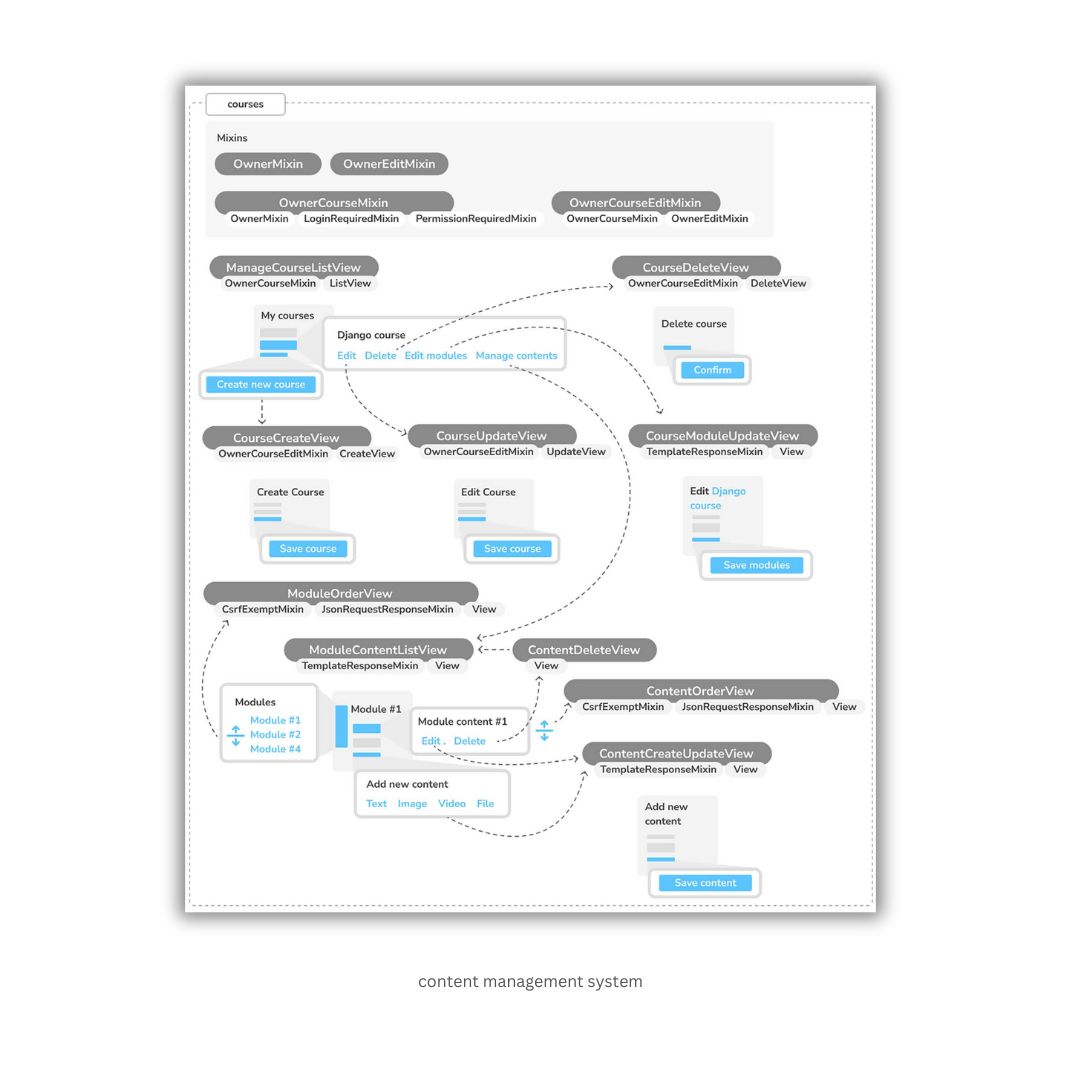 courses
Mixins
OwnerMixin OwnerEditMixin
OwnerCourseMixin OwnerCourseEditMixin
OwnerMixin LoginRequiredMixin PermissionRequiredMixin OwnerCourseMixin OwnerEditMixin
ManageCourseListView CourseDeleteView
OwnerCourseMixin ListView OwnerCourseEditMixin DeleteView
My courses
Delete course
Django course
Edit Delete Edit modules Manage contents
Confirm
Create new course
CourseCreateView CourseUpdateView CourseModuleUpdateView
OwnerCourseEditMixin CreateView OwnerCourseEditMixin UpdateView TemplateResponseMixin View
Create Course Edit Course Edit Django
course
Save course Save course
Save modules
ModuleOrderView
CsrfExemptMixin JsonRequestResponseMixin View
ModuleContentListView ContentDeleteView
TemplateResponseMixin View View
ContentOrderView
CsrfExemptMixin JsonRequestResponseMixin View
Modules
Module #1
Module #2
Module #4
Module #1
Module content #1
Edit . Delete
ContentCreateUpdateView
TemplateResponseMixin View
Add new content
Text Image Video File
Add new
content
Save content
content management system